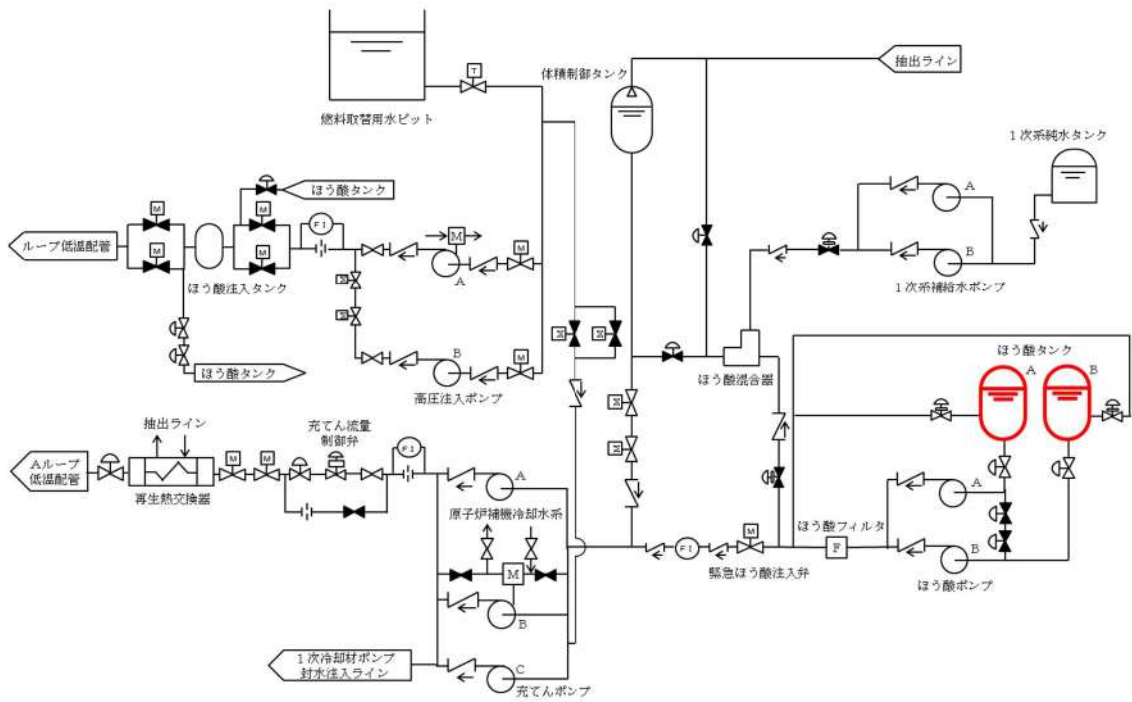 燃料取替用水ピット
T
体積制御タンク
抽出ライン
1次系純水タンク
A
B
1次系補給水ポンプ
ほう酸タンク
M
M
FI
ループ低温配管
M
M
ほう酸注入タンク
M
M
A
M
M
M
B
M
高圧注入ポンプ
ほう酸タンク
M
M
ほう酸混合器
ほう酸タンク
A
B
M
M
抽出ライン
充てん流量
制御弁
FI
Aループ
低温配管
M
M
再生熱交換器
A
原子炉補機冷却水系
M
B
C
充てんポンプ
1次冷却材ポンプ
封水注入ライン
FI
M
緊急ほう酸注入弁
ほう酸フィルタ
F
A
B
ほう酸ポンプ